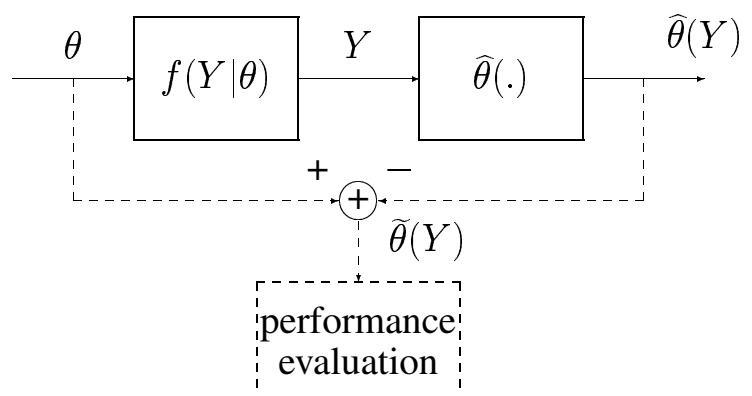 θ
f(Y|θ)
Y
θ̂(.)
θ̂(Y)
+
−
+
θ̃(Y)
performance
evaluation